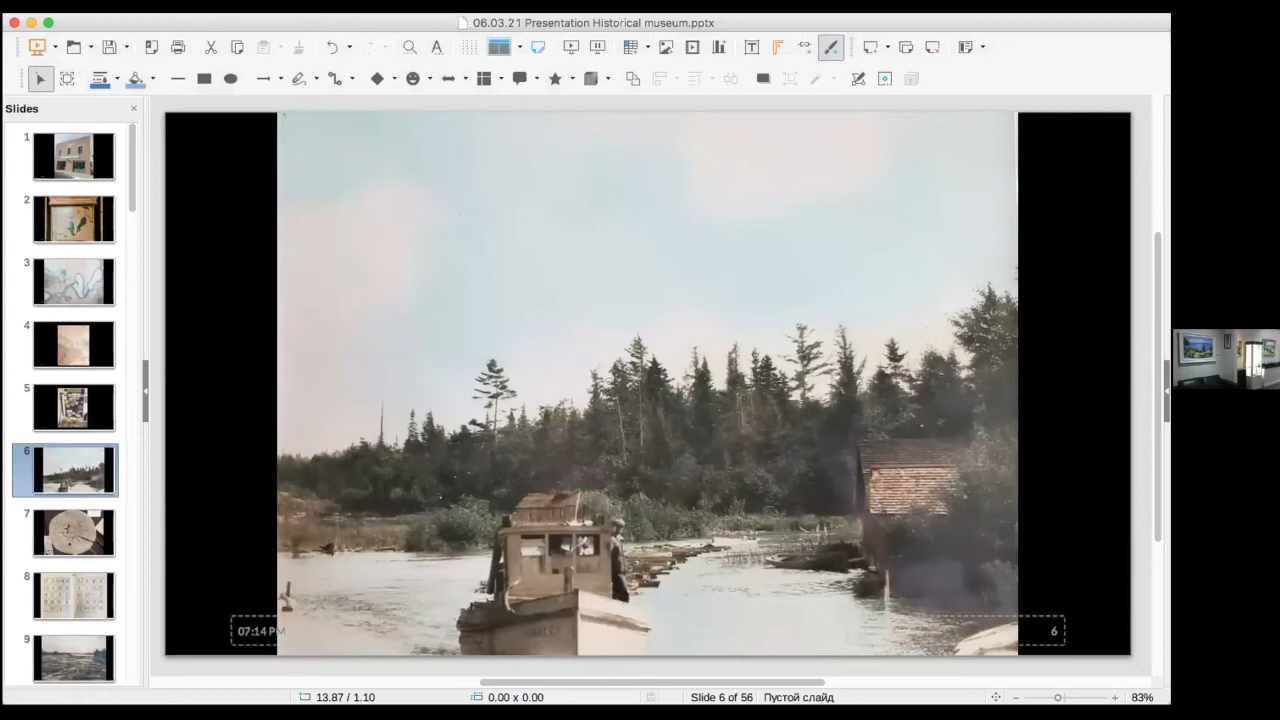 06.03.21 Presentation Historical museum.pptx
Slides
1
2
3
4
5
6
7
8
9
07:14 PM
6
13.87 / 1.10
0.00 x 0.00
Slide 6 of 56
Пустой слайд
83%